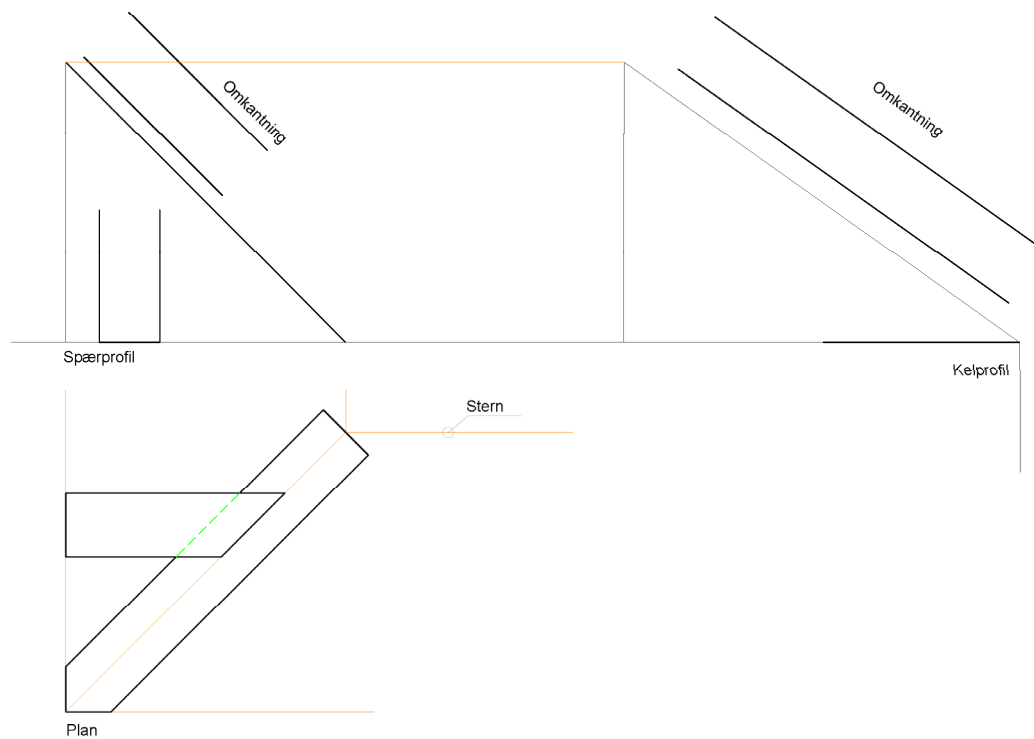 Omkantning
Omkantning
Spærprofil
Kelprofil
Stern
Plan